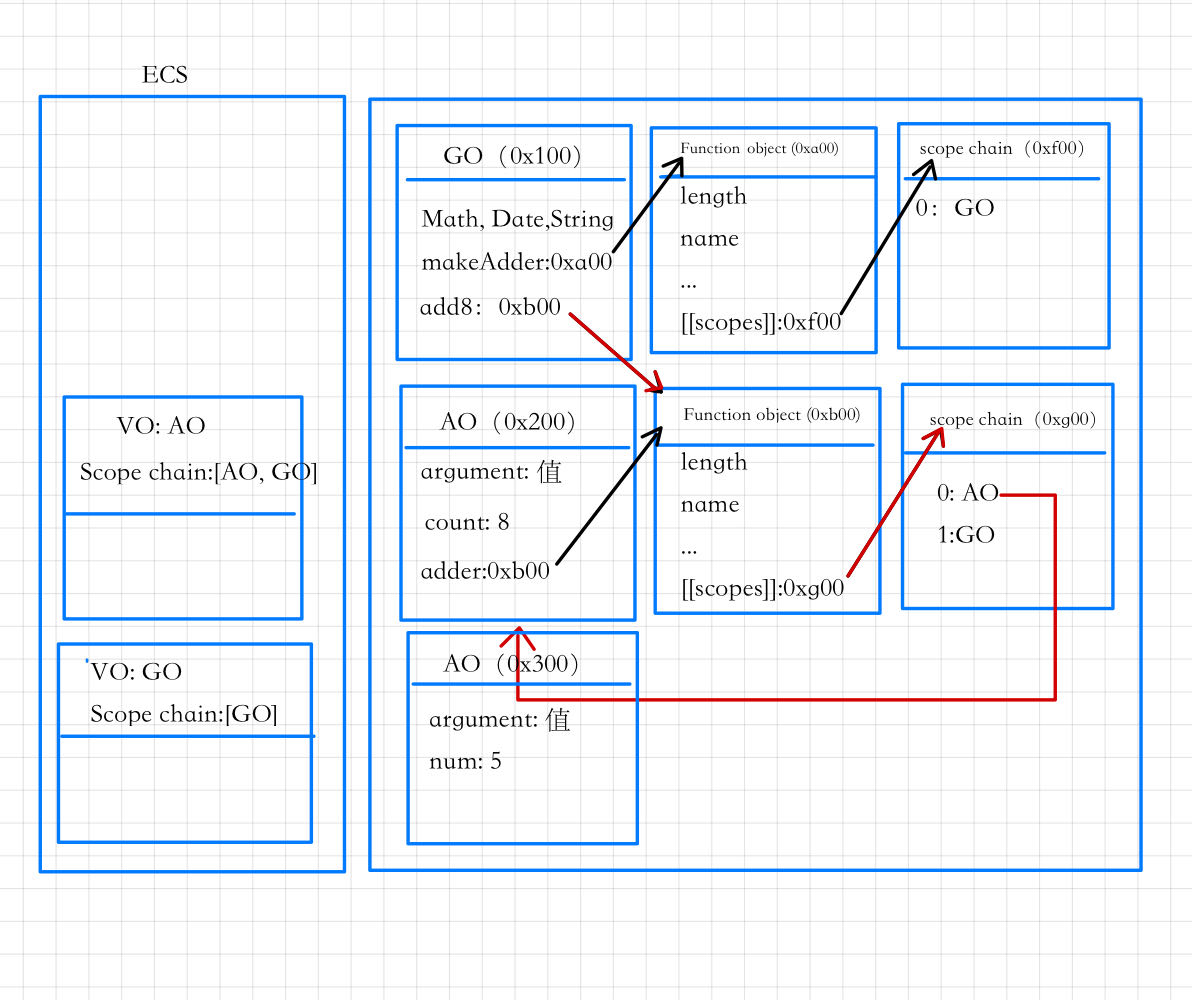 ECS
VO: AO
Scope chain:[AO, GO]
VO: GO
Scope chain:[GO]
GO（0x100）
Math, Date,String
makeAdder:0xa00
add8： 0xb00
Function object (0xa00)
length
name
...
[[scopes]]:0xf00
scope chain（0xf00）
0： GO
AO（0x200）
argument: 值
count: 8
adder:0xb00
Function object (0xb00)
length
name
...
[[scopes]]:0xg00
scope chain（0xg00）
0: AO
1:GO
AO（0x300）
argument: 值
num: 5